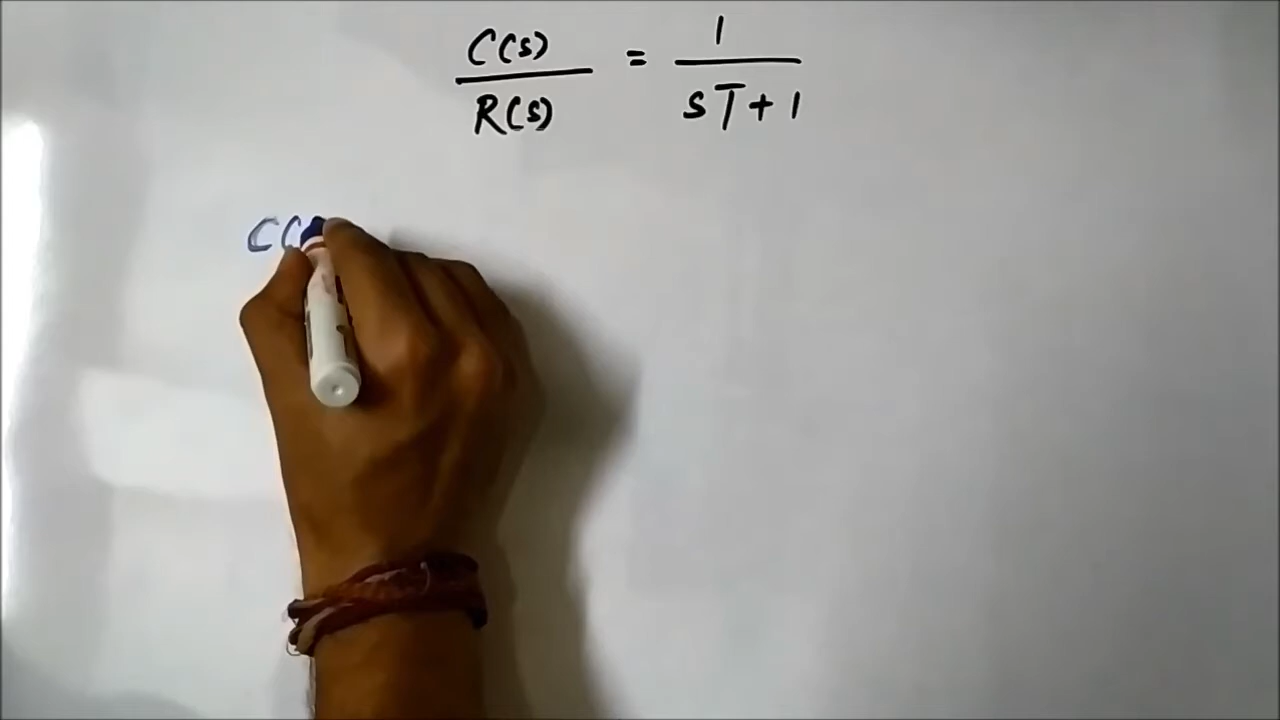 C(s) / R(s) = 1 / sT + 1
C(